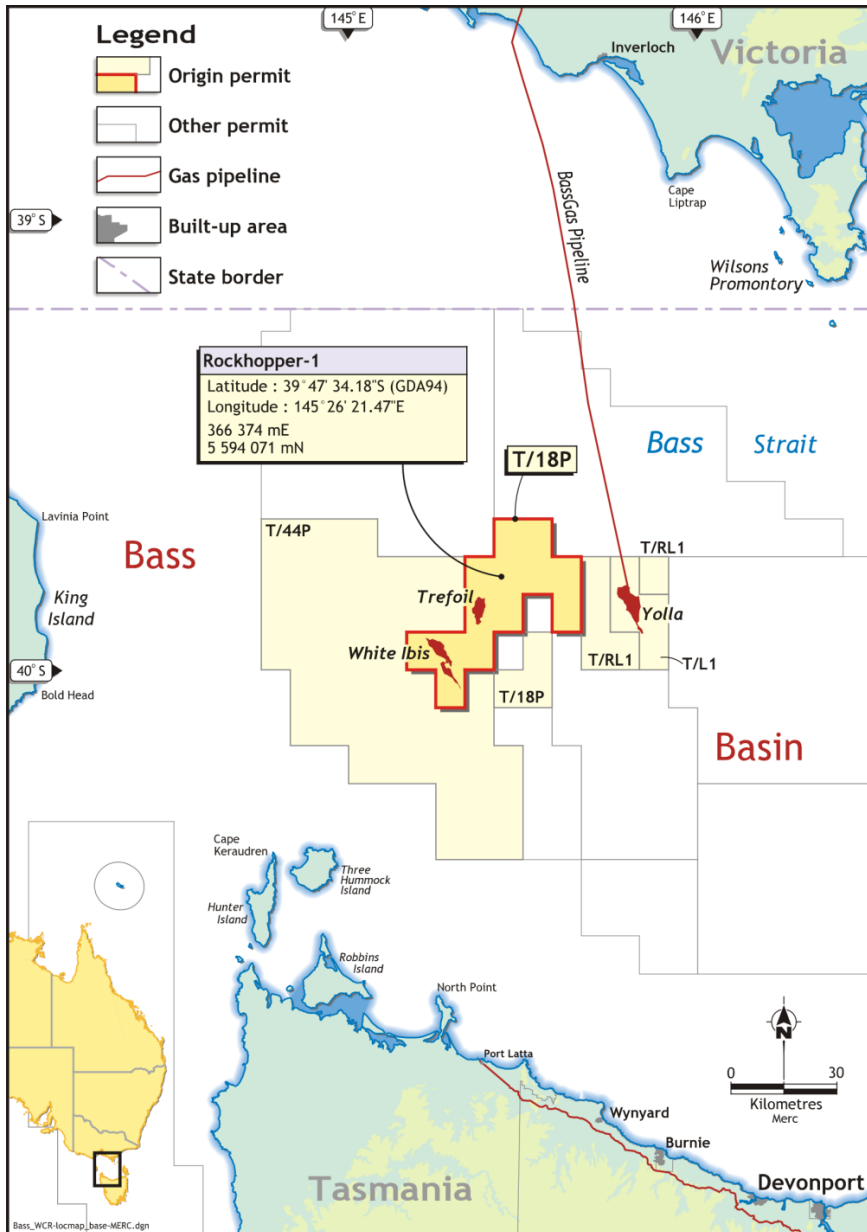 145° E
146° E
Legend
Origin permit
Other permit
Gas pipeline
Built-up area
State border
39° S
Inverloch
Victoria
BassGas Pipeline
Cape
Liptrap
Wilsons
Promontory
Rockhopper-1
Latitude : 39°47' 34.18"S (GDA94)
Longitude : 145°26' 21.47"E
366 374 mE
5 594 071 mN
T/18P
Bass Strait
Lavinia Point
T/44P
Bass
T/RL1
King
Island
Trefoil
Yolla
White Ibis
40° S
T/RL1
T/L1
Bold Head
T/18P
Basin
Cape
Keraudren
Three
Hummock
Island
Hunter
Island
Robbins
Island
North Point
Port Latta
0 30
Kilometres
Merc
N
Wynyard
Burnie
Tasmania
Devonport
Bass_WCR-locmap_base-MERC.dgn